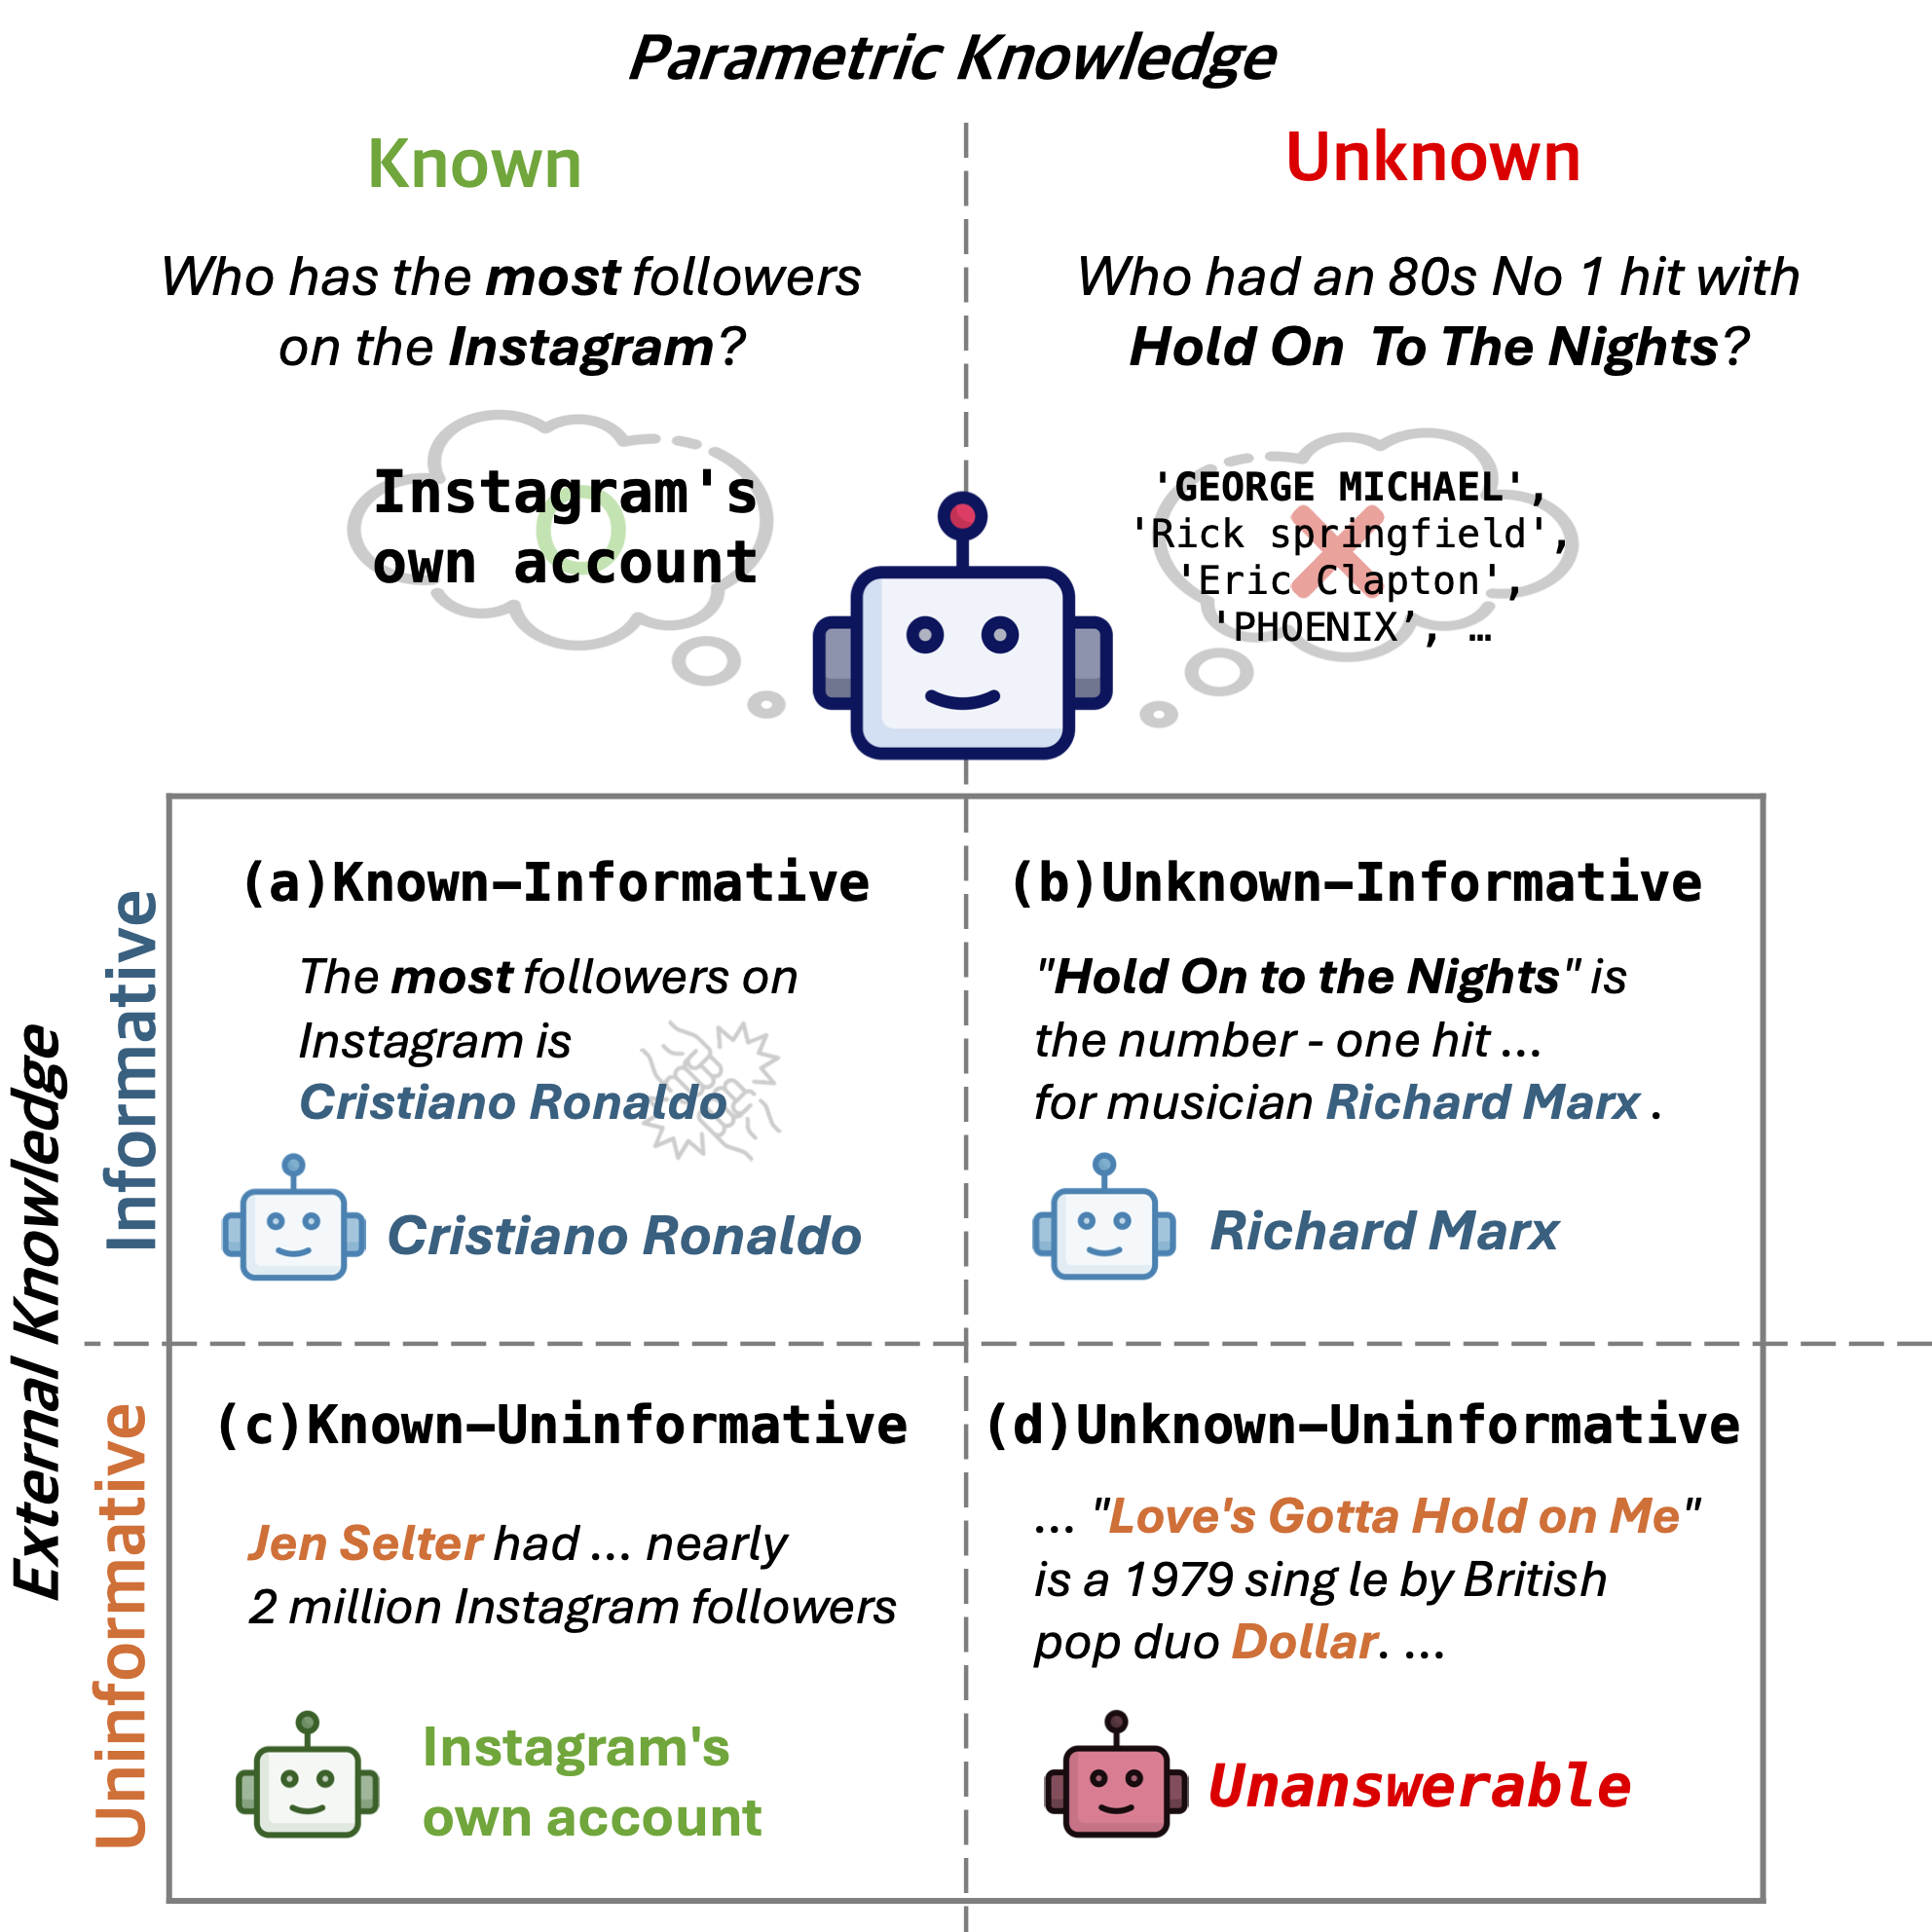 Parametric Knowledge
Known
Unknown
Who has the most followers
on the Instagram?
Who had an 80s No 1 hit with
Hold On To The Nights?
Instagram's
own account
'GEORGE MICHAEL',
'Rick springfield',
'Eric Clapton',
'PHOENIX’, …
External Knowledge
Informative
(a)Known–Informative
The most followers on
Instagram is
Cristiano Ronaldo
Cristiano Ronaldo
(b)Unknown–Informative
"Hold On to the Nights" is
the number - one hit ...
for musician Richard Marx .
Richard Marx
Uninformative
(c)Known–Uninformative
Jen Selter had ... nearly
2 million Instagram followers
Instagram's
own account
(d)Unknown–Uninformative
... "Love's Gotta Hold on Me"
is a 1979 sing le by British
pop duo Dollar. ...
Unanswerable